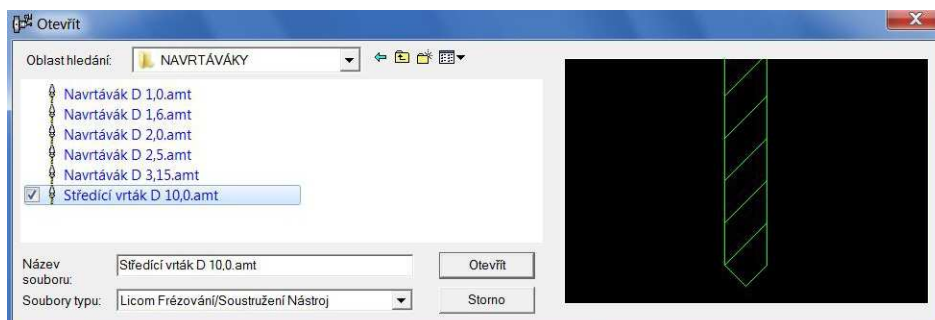 Otevřít
Oblast hledání: NAVRTÁVÁKY
Navrtávák D 1,0.amt
Navrtávák D 1,6.amt
Navrtávák D 2,0.amt
Navrtávák D 2,5.amt
Navrtávák D 3,15.amt
Středící vrták D 10,0.amt
Název souboru: Středící vrták D 10,0.amt Otevřít
Soubory typu: Licom Frézování/Soustružení Nástroj Storno